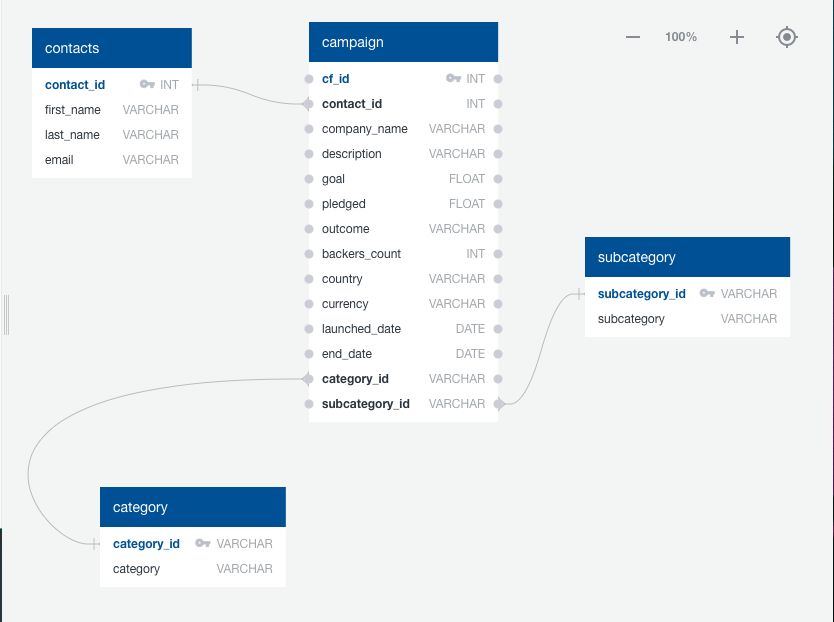 contacts
contact_id INT
first_name VARCHAR
last_name VARCHAR
email VARCHAR
campaign
cf_id INT
contact_id INT
company_name VARCHAR
description VARCHAR
goal FLOAT
pledged FLOAT
outcome VARCHAR
backers_count INT
country VARCHAR
currency VARCHAR
launched_date DATE
end_date DATE
category_id VARCHAR
subcategory_id VARCHAR
100%
subcategory
subcategory_id VARCHAR
subcategory VARCHAR
category
category_id VARCHAR
category VARCHAR